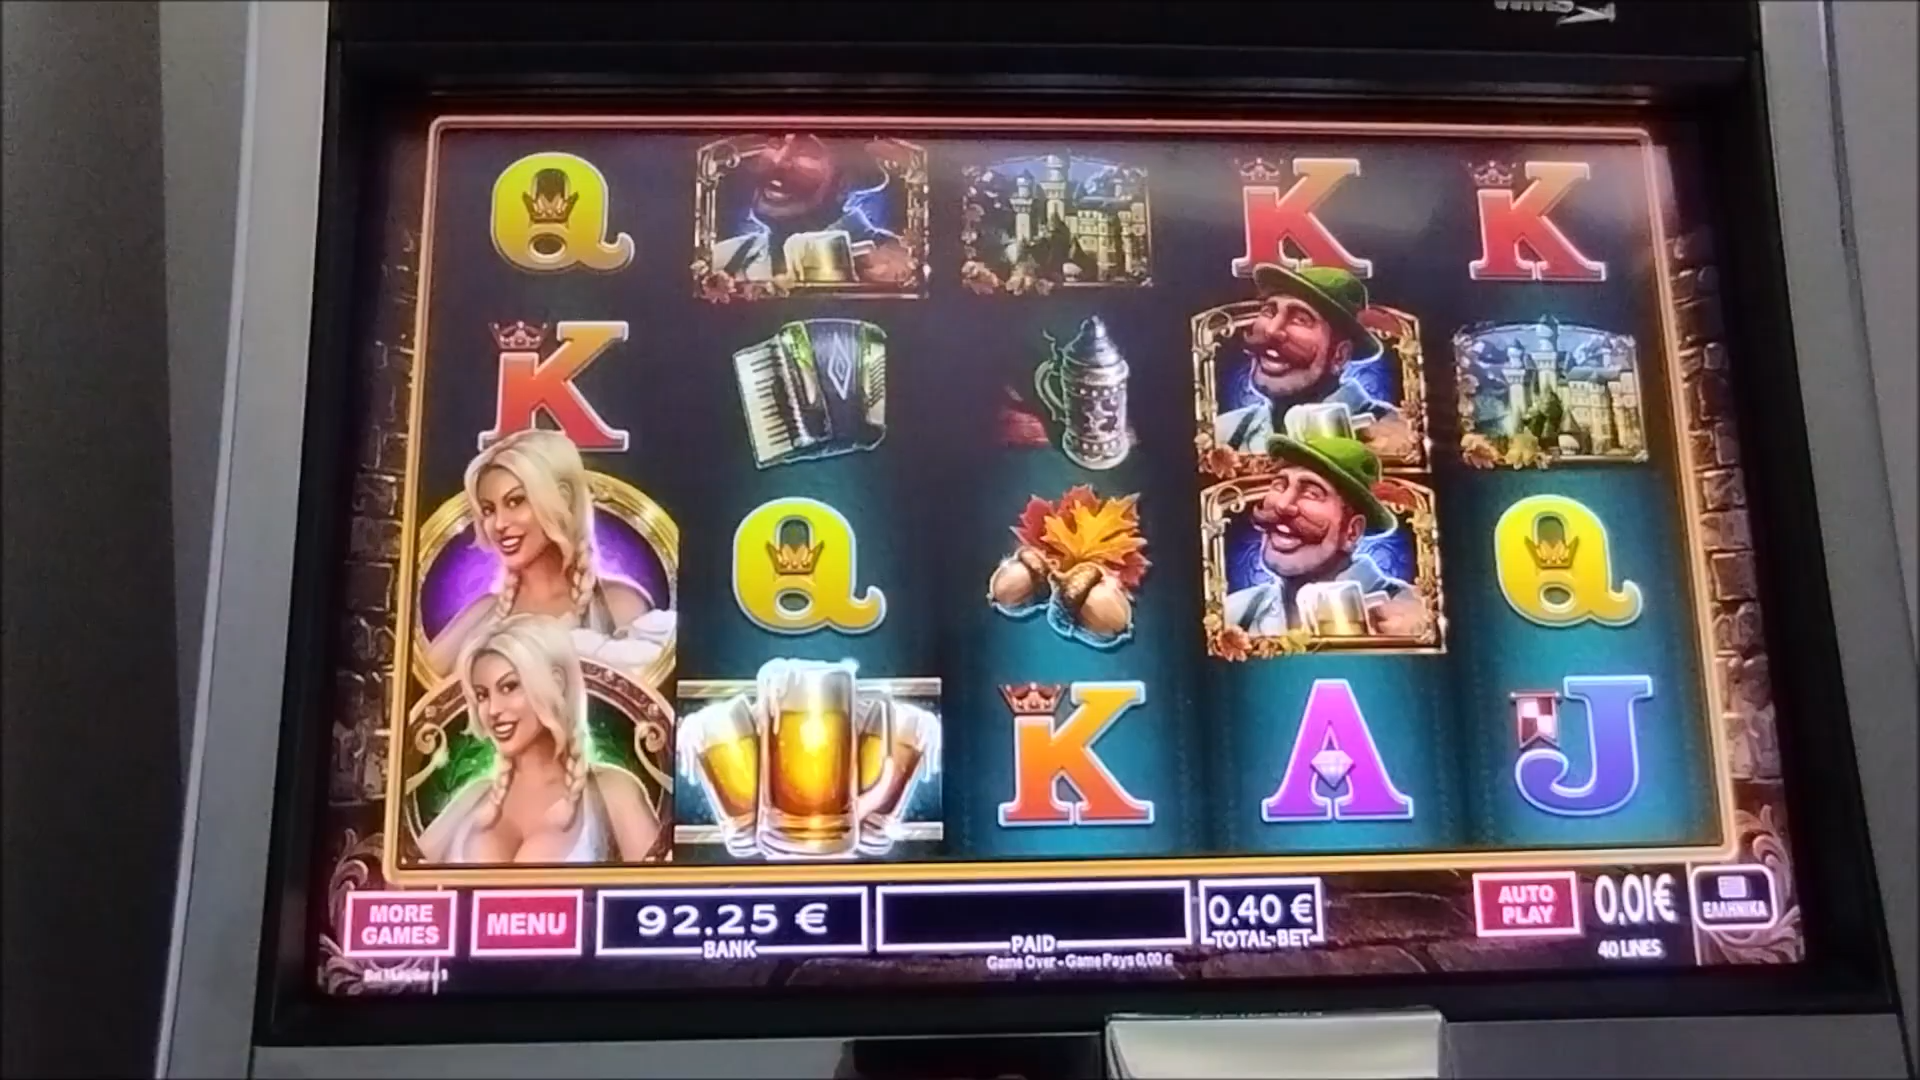 Q K K
K
Q Q
K A J
MORE
GAMES
MENU
92.25 €
BANK
PAID
Game Over - Game Pays 0,00 €
0.40 €
TOTAL BET
AUTO
PLAY
0.01€
40 LINES
ΕΛΛΗΝΙΚΑ